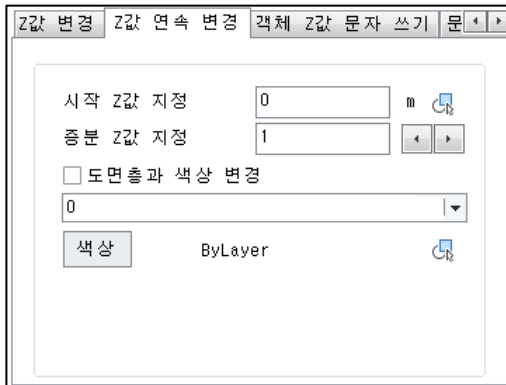 Z값 변경 Z값 연속 변경 객체 Z값 문자 쓰기 문
시작 Z값 지정 0 m
증분 Z값 지정 1
도면층과 색상 변경
0
색상 ByLayer